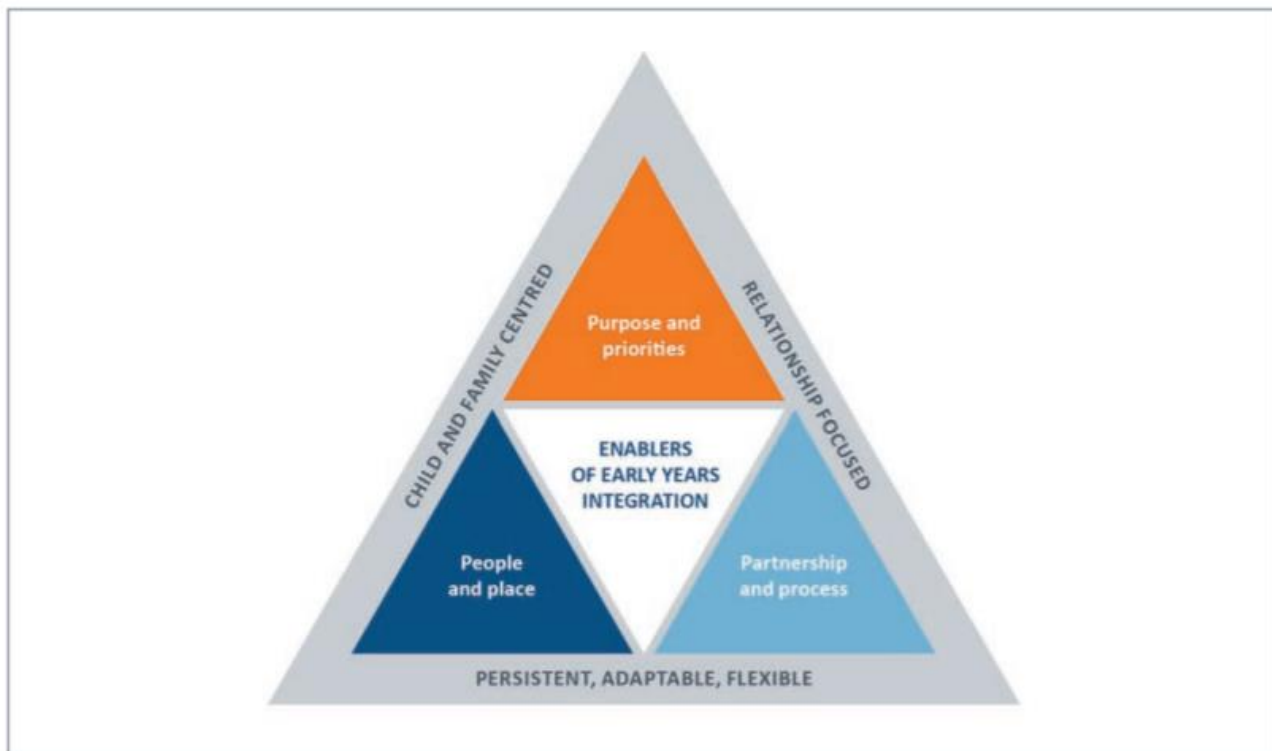 CHILD AND FAMILY CENTRED
RELATIONSHIP FOCUSED
Purpose and
priorities
ENABLERS
OF EARLY YEARS
INTEGRATION
People
and place
Partnership
and process
PERSISTENT, ADAPTABLE, FLEXIBLE